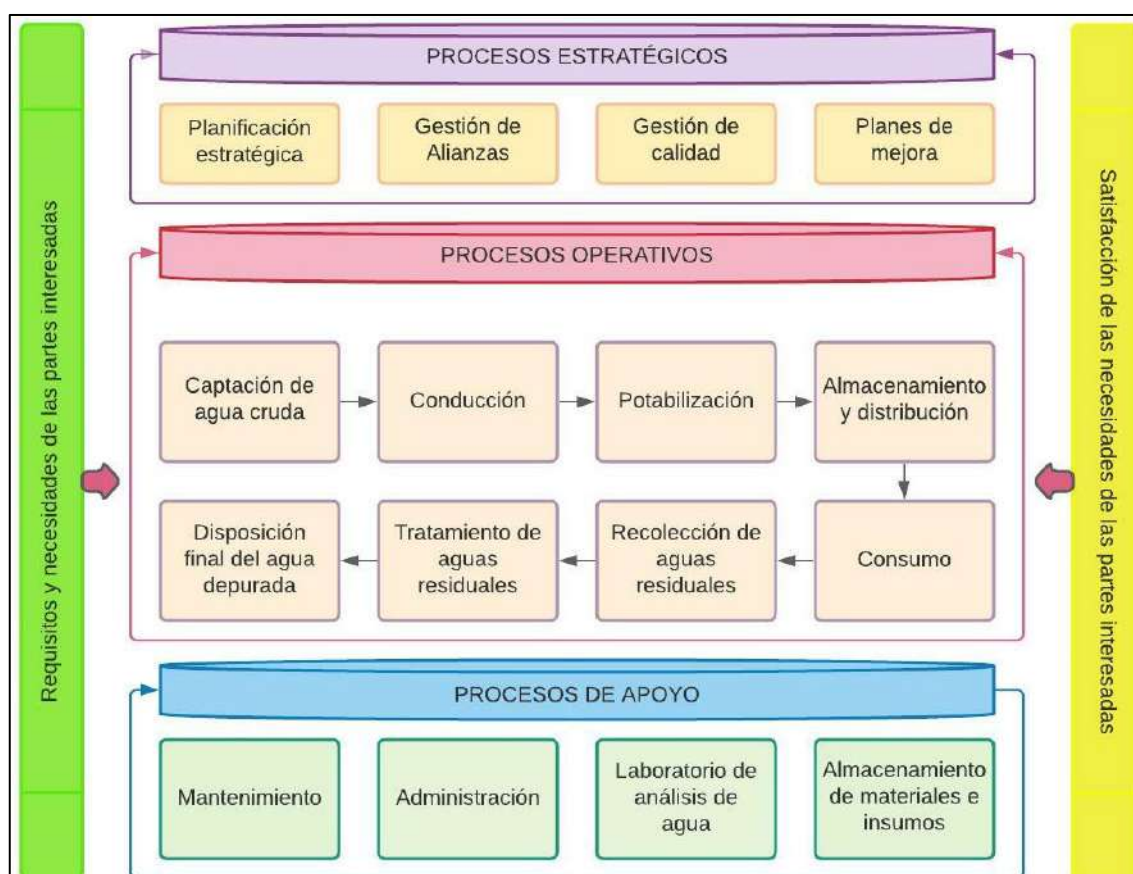 Requisitos y necesidades de las partes interesadas
PROCESOS ESTRATÉGICOS
Planificación
estratégica
Gestión de
Alianzas
Gestión de
calidad
Planes de
mejora
PROCESOS OPERATIVOS
Captación de
agua cruda
Conducción
Potabilización
Almacenamiento
y distribución
Disposición
final del agua
depurada
Tratamiento de
aguas
residuales
Recolección de
aguas
residuales
Consumo
PROCESOS DE APOYO
Mantenimiento
Administración
Laboratorio de
análisis de
agua
Almacenamiento
de materiales e
insumos
Satisfacción de las necesidades de las partes interesadas